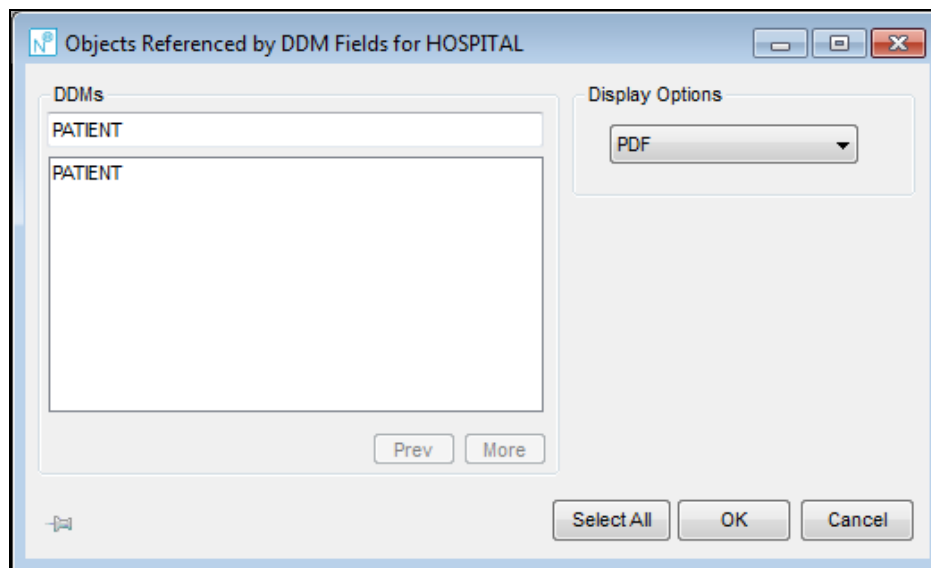 N
Objects Referenced by DDM Fields for HOSPITAL
DDMs
PATIENT
PATIENT
Prev
More
Display Options
PDF
Select All
OK
Cancel